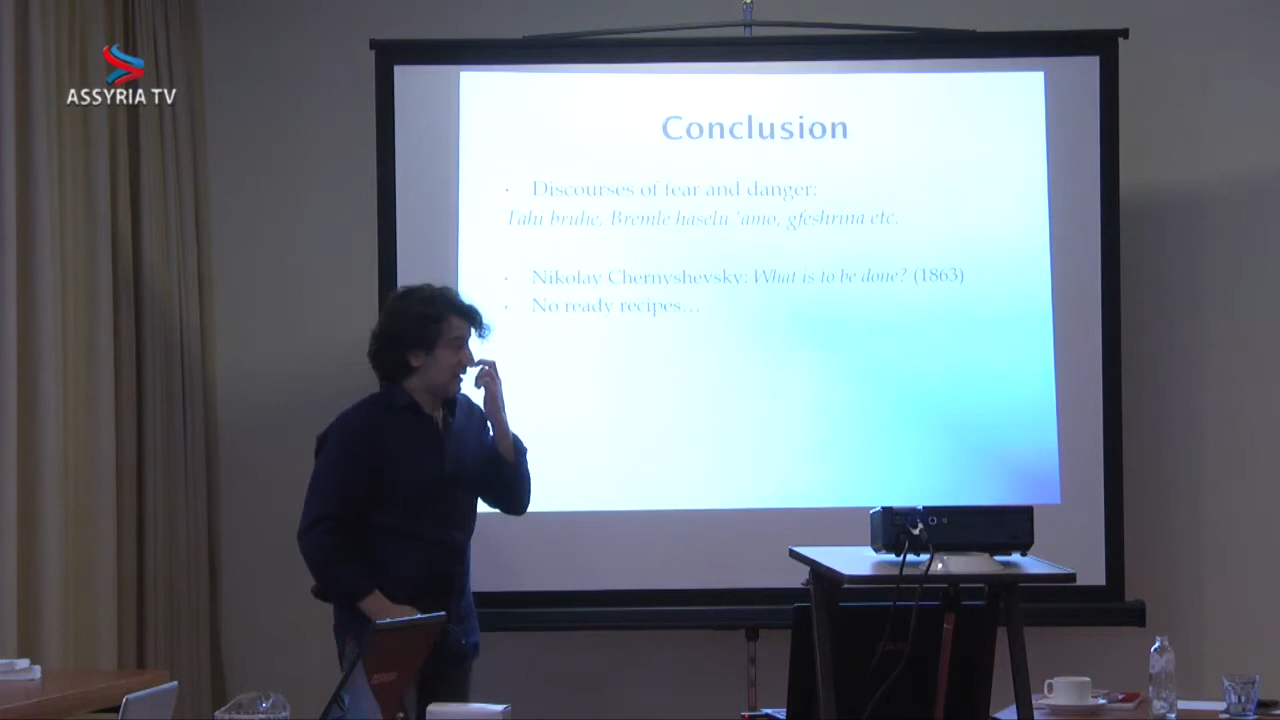 ASSYRIA TV
Conclusion
• Discourses of fear and danger:
Tahi bruhe, Bremle haselu 'amo, gfeshrina etc.
• Nikolay Chernyshevsky: What is to be done? (1863)
• No ready recipes...